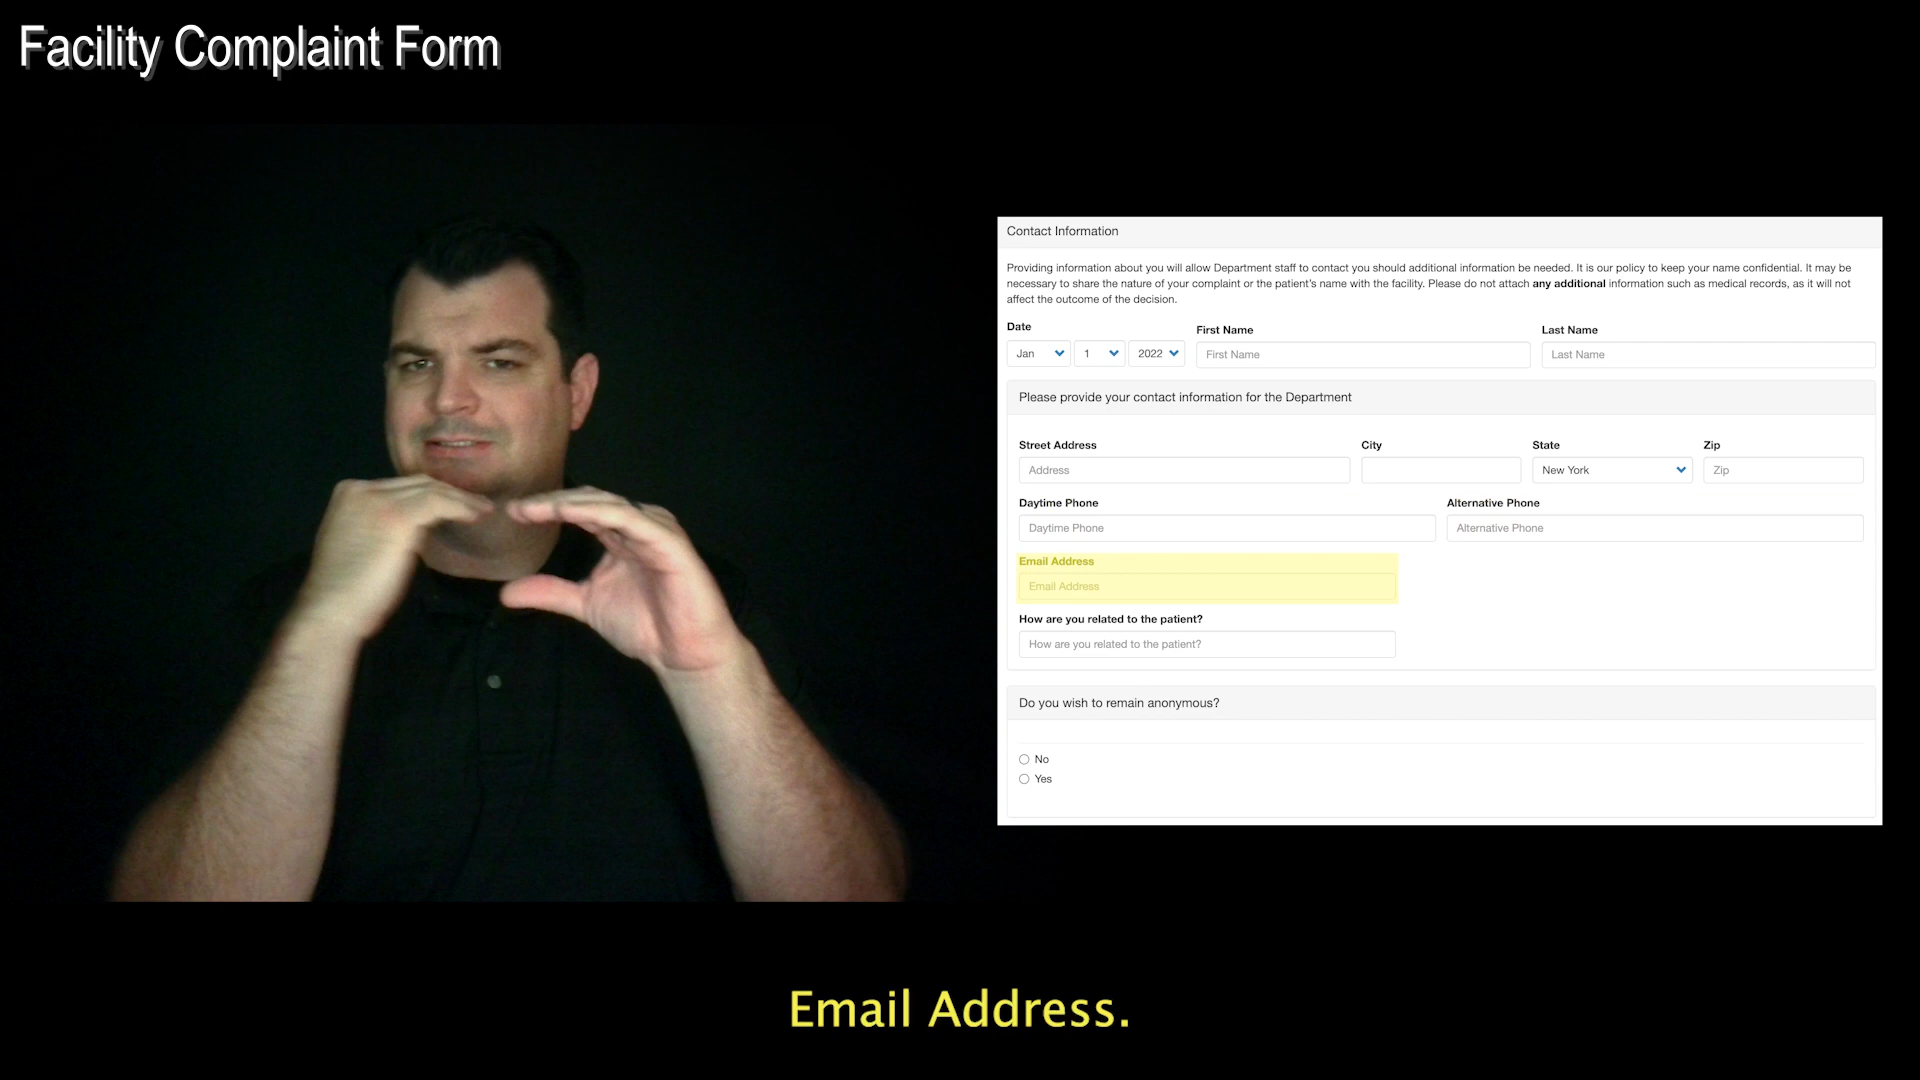 Facility Complaint Form
Contact Information
Providing information about you will allow Department staff to contact you should additional information be needed. It is our policy to keep your name confidential. It may be
necessary to share the nature of your complaint or the patient's name with the facility. Please do not attach any additional information such as medical records, as it will not
affect the outcome of the decision.
Date First Name Last Name
Jan 1 2022 First Name Last Name
Please provide your contact information for the Department
Street Address City State Zip
Address New York Zip
Daytime Phone Alternative Phone
Daytime Phone Alternative Phone
Email Address
Email Address
How are you related to the patient?
How are you related to the patient?
Do you wish to remain anonymous?
No
Yes
Email Address.